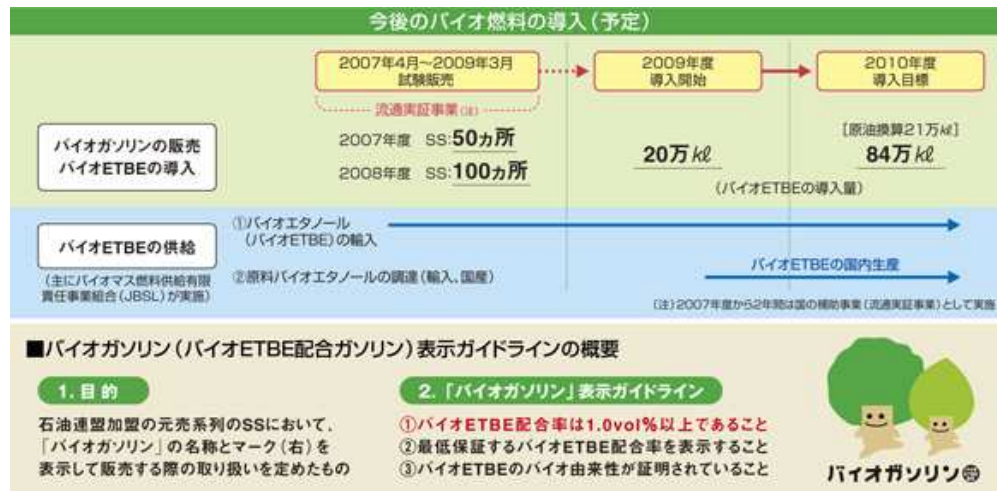 今後のバイオ燃料の導入（予定）
2007年4月〜2009年3月
試験販売
2009年度
導入開始
2010年度
導入目標
流通実証事業（注）
バイオガソリンの販売
バイオETBEの導入
2007年度 SS:50ヵ所
2008年度 SS:100ヵ所
20万㎘
［原油換算21万㎘］
84万㎘
（バイオETBEの導入量）
バイオETBEの供給
（主にバイオマス燃料供給有限
責任事業組合（JBSL）が実施）
①バイオエタノール
（バイオETBE）の輸入
②原料バイオエタノールの調達（輸入、国産）
バイオETBEの国内生産
（注）2007年度から2年間は国の補助事業（流通実証事業）として実施
■バイオガソリン（バイオETBE配合ガソリン）表示ガイドラインの概要
1.目的
石油連盟加盟の元売系列のSSにおいて、
「バイオガソリン」の名称とマーク（右）を
表示して販売する際の取り扱いを定めたもの
2.「バイオガソリン」表示ガイドライン
①バイオETBE配合率は1.0vol％以上であること
②最低保証するバイオETBE配合率を表示すること
③バイオETBEのバイオ由来性が証明されていること
バイオガソリン